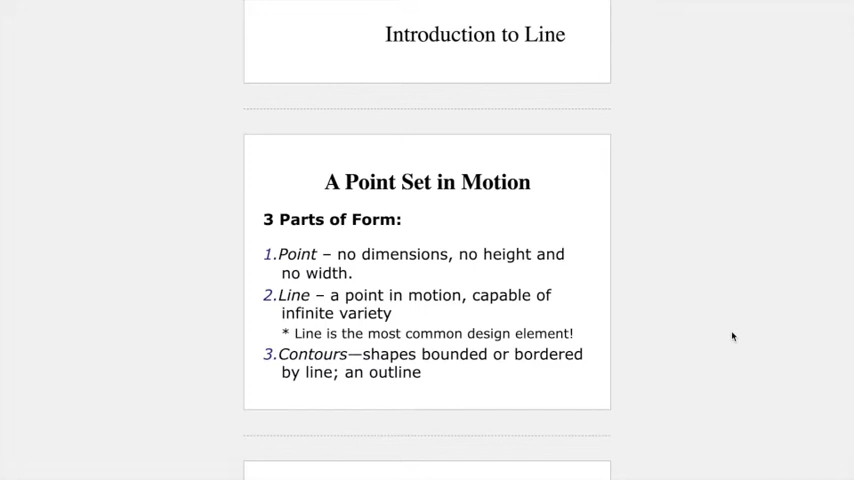 Introduction to Line
A Point Set in Motion
3 Parts of Form:
1.Point – no dimensions, no height and
no width.
2.Line – a point in motion, capable of
infinite variety
* Line is the most common design element!
3.Contours—shapes bounded or bordered
by line; an outline